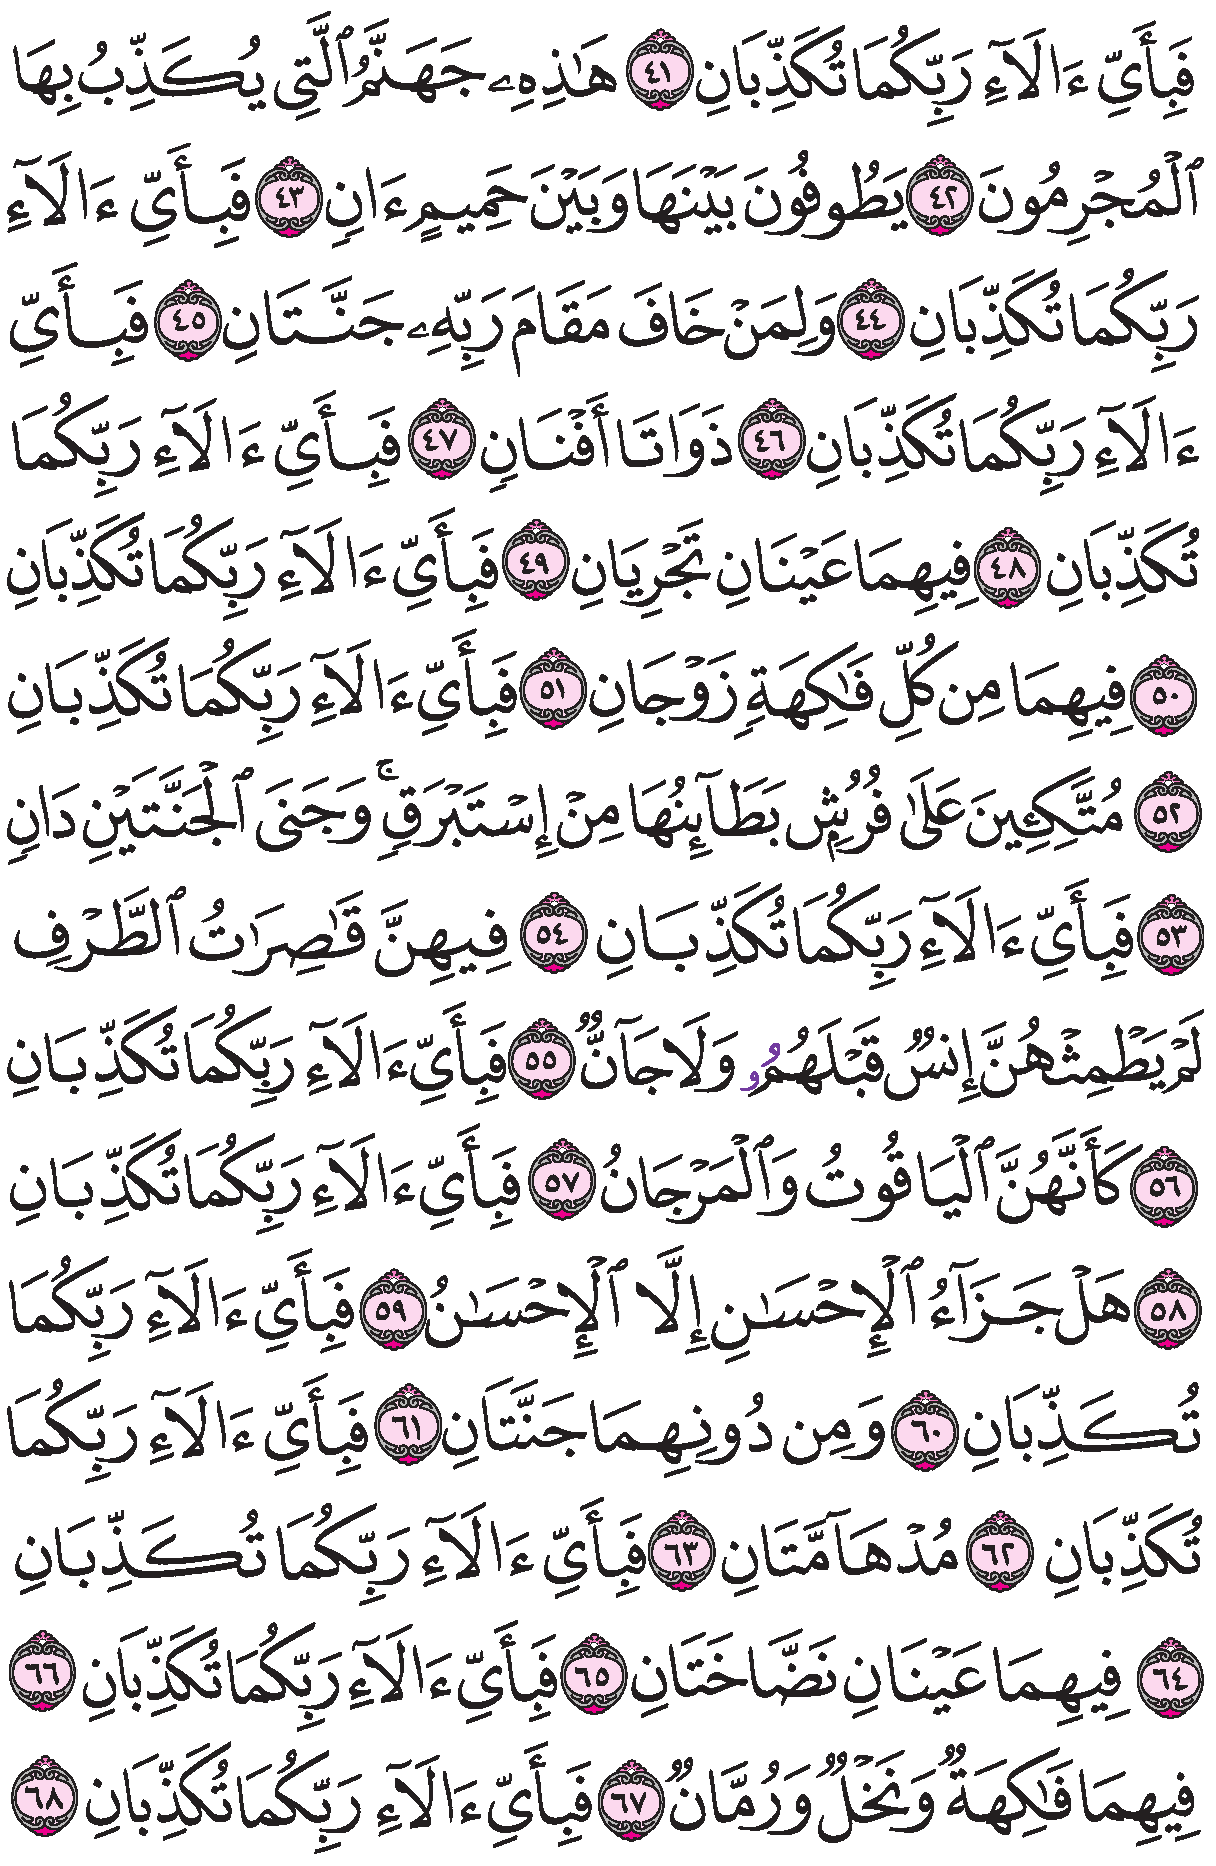 فَبِأَيِّ ءَالَآءِ رَبِّكُمَا تُكَذِّبَانِ ٤١ هَٰذِهِۦ جَهَنَّمُ ٱلَّتِي يُكَذِّبُ بِهَا
ٱلْمُجْرِمُونَ ٤٢ يَطُوفُونَ بَيْنَهَا وَبَيْنَ حَمِيمٍ ءَانٖ ٤٣ فَبِأَيِّ ءَالَآءِ
رَبِّكُمَا تُكَذِّبَانِ ٤٤ وَلِمَنْ خَافَ مَقَامَ رَبِّهِۦ جَنَّتَانِ ٤٥ فَبِأَيِّ
ءَالَآءِ رَبِّكُمَا تُكَذِّبَانِ ٤٦ ذَوَاتَا أَفْنَانٖ ٤٧ فَبِأَيِّ ءَالَآءِ رَبِّكُمَا
تُكَذِّبَانِ ٤٨ فِيهِمَا عَيْنَانِ تَجْرِيَانِ ٤٩ فَبِأَيِّ ءَالَآءِ رَبِّكُمَا تُكَذِّبَانِ
٥٠ فِيهِمَا مِن كُلِّ فَٰكِهَةٖ زَوْجَانِ ٥١ فَبِأَيِّ ءَالَآءِ رَبِّكُمَا تُكَذِّبَانِ
٥٢ مُتَّكِـِٔينَ عَلَىٰ فُرُشِۭ بَطَآئِنُهَا مِنْ إِسْتَبْرَقٖۚ وَجَنَى ٱلْجَنَّتَيْنِ دَانٖ
٥٣ فَبِأَيِّ ءَالَآءِ رَبِّكُمَا تُكَذِّبَانِ ٥٤ فِيهِنَّ قَٰصِرَٰتُ ٱلطَّرْفِ
لَمْ يَطْمِثْهُنَّ إِنسٞ قَبْلَهُمُۥ وَلَا جَآنّٞ ٥٥ فَبِأَيِّ ءَالَآءِ رَبِّكُمَا تُكَذِّبَانِ
٥٦ كَأَنَّهُنَّ ٱلْيَاقُوتُ وَٱلْمَرْجَانُ ٥٧ فَبِأَيِّ ءَالَآءِ رَبِّكُمَا تُكَذِّبَانِ
٥٨ هَلْ جَزَآءُ ٱلْإِحْسَٰنِ إِلَّا ٱلْإِحْسَٰنُ ٥٩ فَبِأَيِّ ءَالَآءِ رَبِّكُمَا
تُكَذِّبَانِ ٦٠ وَمِن دُونِهِمَا جَنَّتَانِ ٦١ فَبِأَيِّ ءَالَآءِ رَبِّكُمَا
تُكَذِّبَانِ ٦٢ مُدْهَآمَّتَانِ ٦٣ فَبِأَيِّ ءَالَآءِ رَبِّكُمَا تُكَذِّبَانِ
٦٤ فِيهِمَا عَيْنَانِ نَضَّاخَتَانِ ٦٥ فَبِأَيِّ ءَالَآءِ رَبِّكُمَا تُكَذِّبَانِ ٦٦
فِيهِمَا فَٰكِهَةٞ وَنَخْلٞ وَرُمَّانٞ ٦٧ فَبِأَيِّ ءَالَآءِ رَبِّكُمَا تُكَذِّبَانِ ٦٨